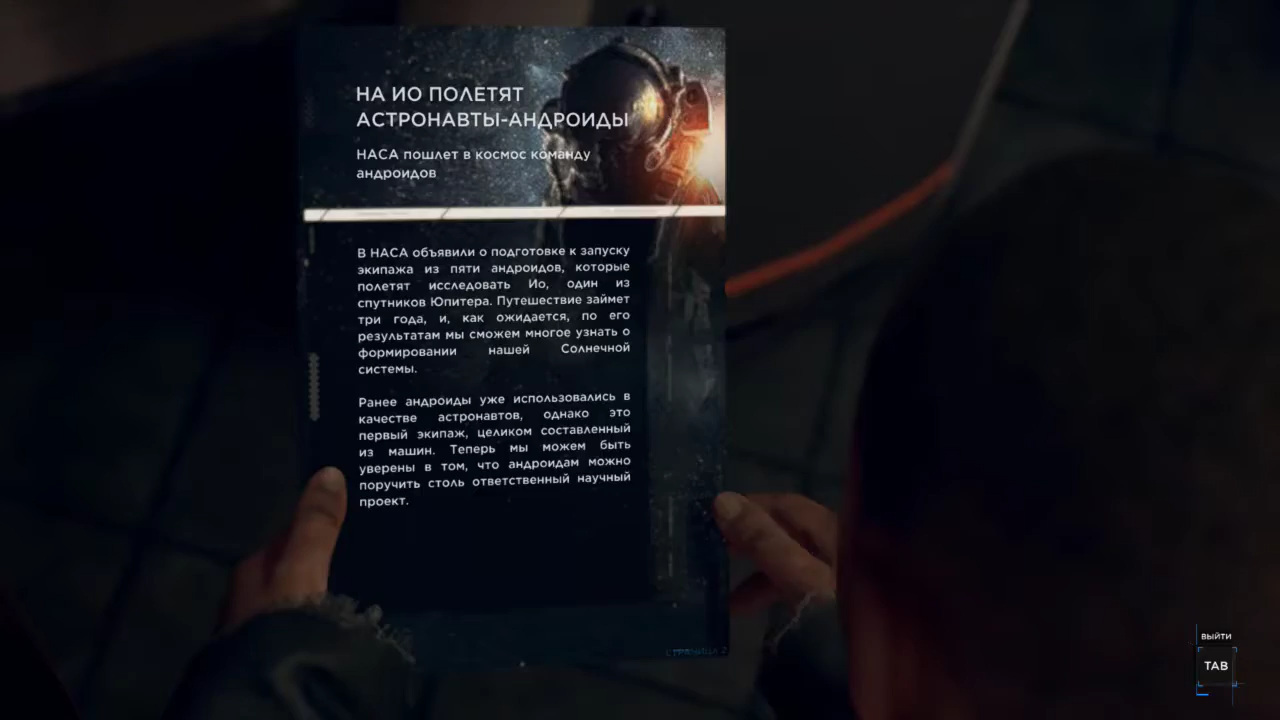 НА ИО ПОЛЕТЯТ
АСТРОНАВТЫ-АНДРОИДЫ
НАСА пошлет в космос команду
андроидов
В НАСА объявили о подготовке к запуску
экипажа из пяти андроидов, которые
полетят исследовать Ио, один из
спутников Юпитера. Путешествие займет
три года, и, как ожидается, по его
результатам мы сможем многое узнать о
формировании нашей Солнечной
системы.
Ранее андроиды уже использовались в
качестве астронавтов, однако это
первый экипаж, целиком составленный
из машин. Теперь мы можем быть
уверены в том, что андроидам можно
поручить столь ответственный научный
проект.
СТРАНИЦА 2
ВЫЙТИ
TAB